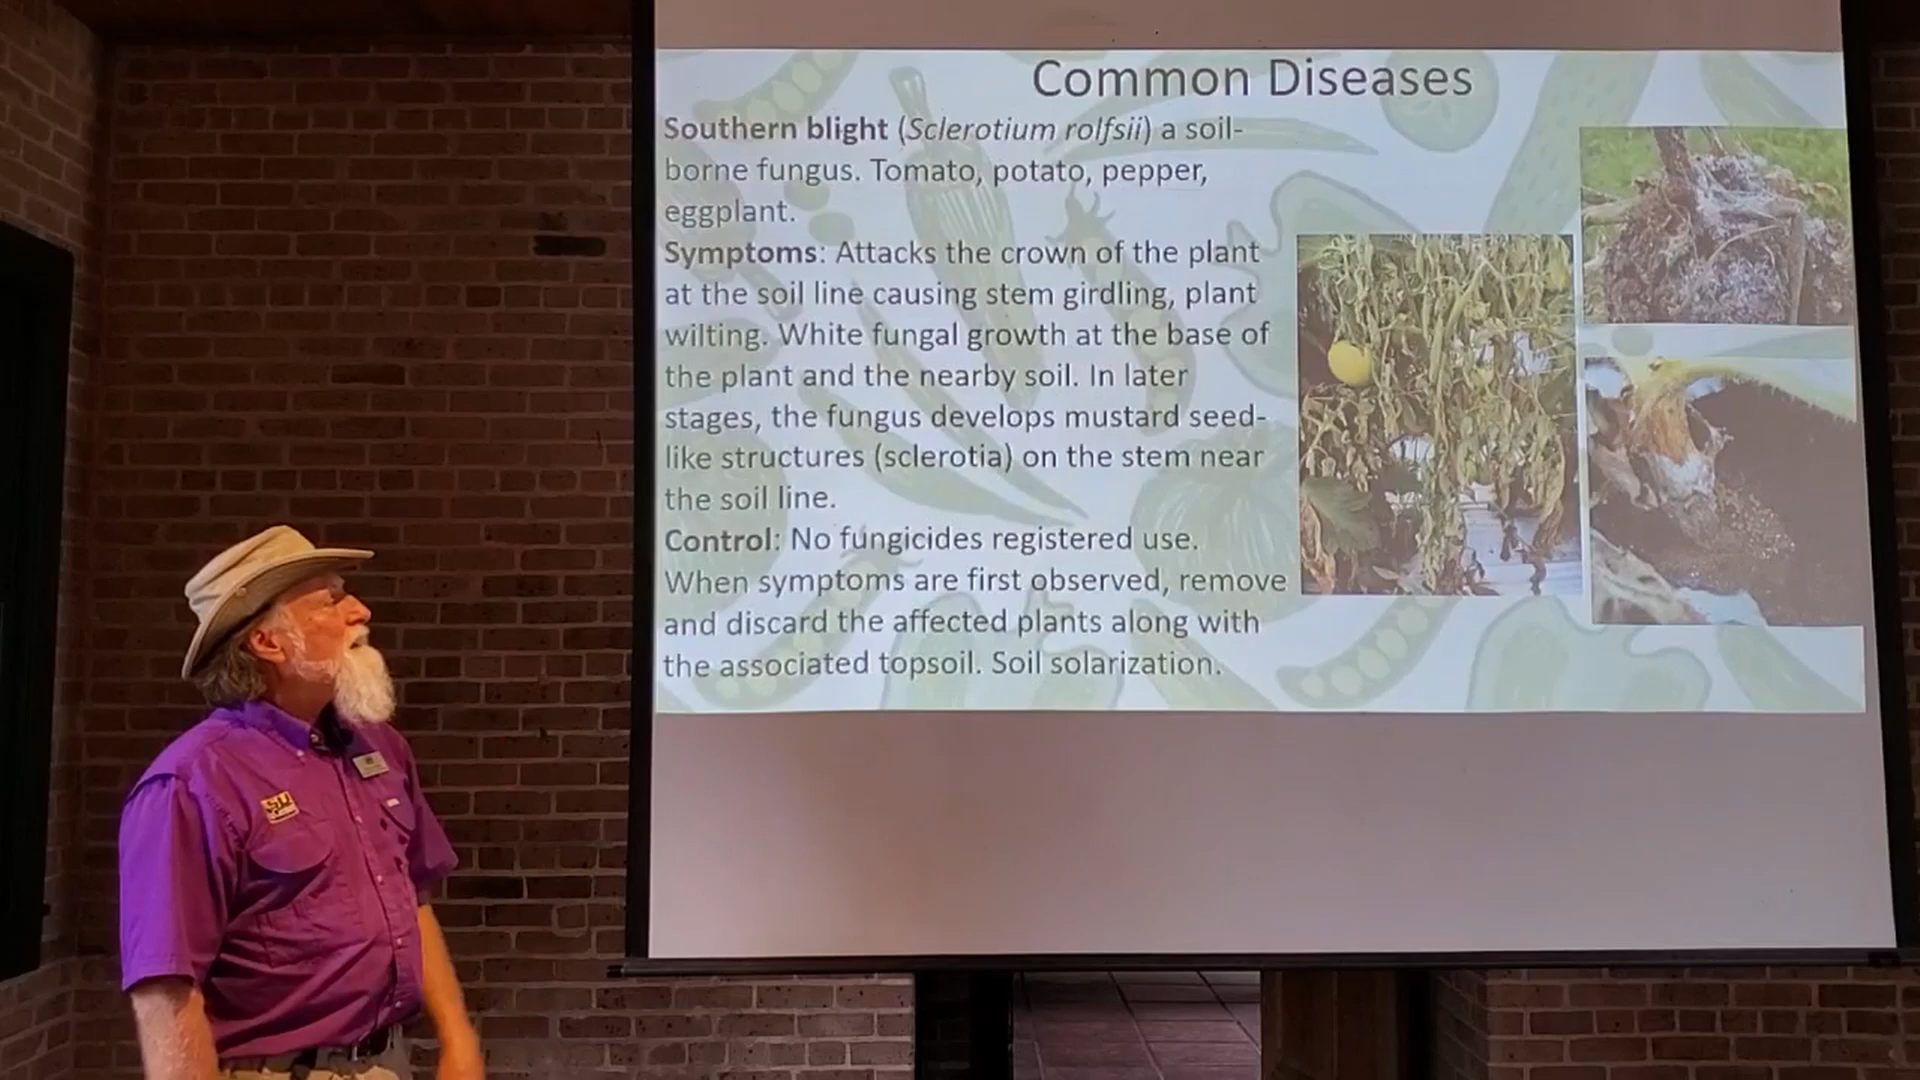 Common Diseases
Southern blight (Sclerotium rolfsii) a soil-
borne fungus. Tomato, potato, pepper,
eggplant.
Symptoms: Attacks the crown of the plant
at the soil line causing stem girdling, plant
wilting. White fungal growth at the base of
the plant and the nearby soil. In later
stages, the fungus develops mustard seed-
like structures (sclerotia) on the stem near
the soil line.
Control: No fungicides registered use.
When symptoms are first observed, remove
and discard the affected plants along with
the associated topsoil. Soil solarization.